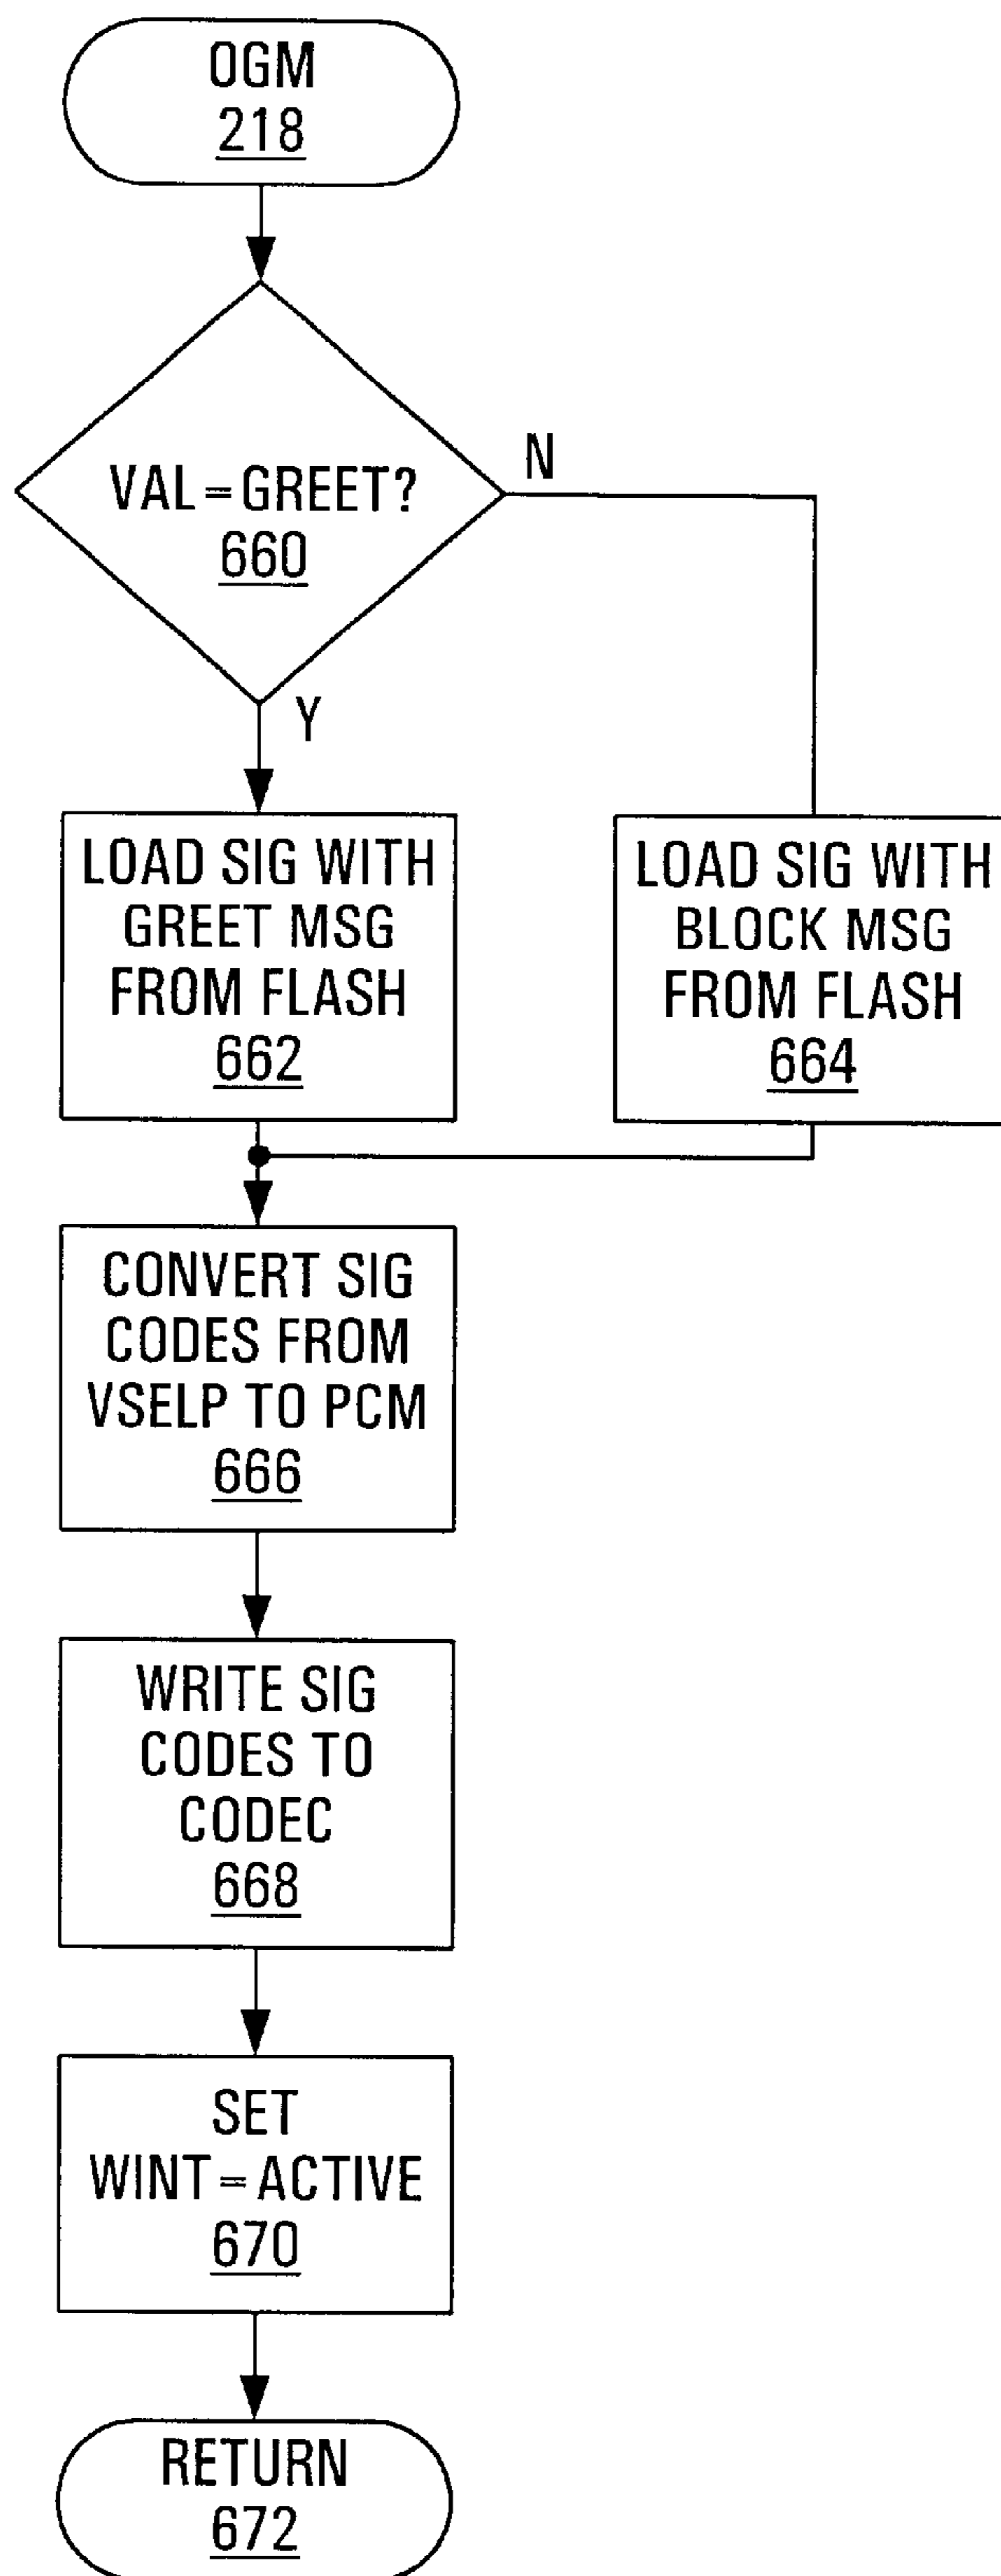 OGM
218
VAL=GREET?
660
N
Y
LOAD SIG WITH
GREET MSG
FROM FLASH
662
LOAD SIG WITH
BLOCK MSG
FROM FLASH
664
CONVERT SIG
CODES FROM
VSELP TO PCM
666
WRITE SIG
CODES TO
CODEC
668
SET
WINT=ACTIVE
670
RETURN
672